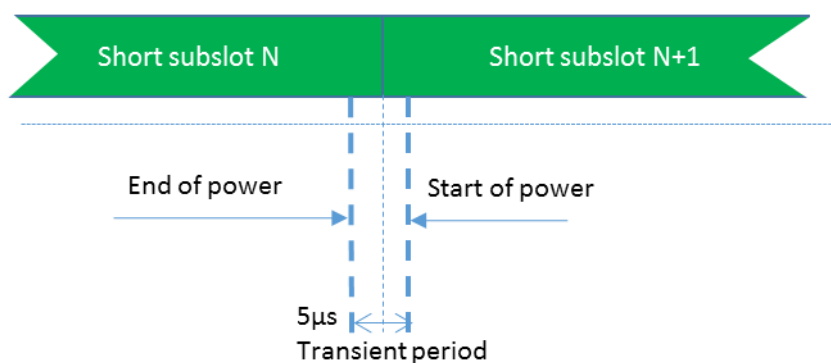 Short subslot N
Short subslot N+1
End of power
Start of power
5µs
Transient period